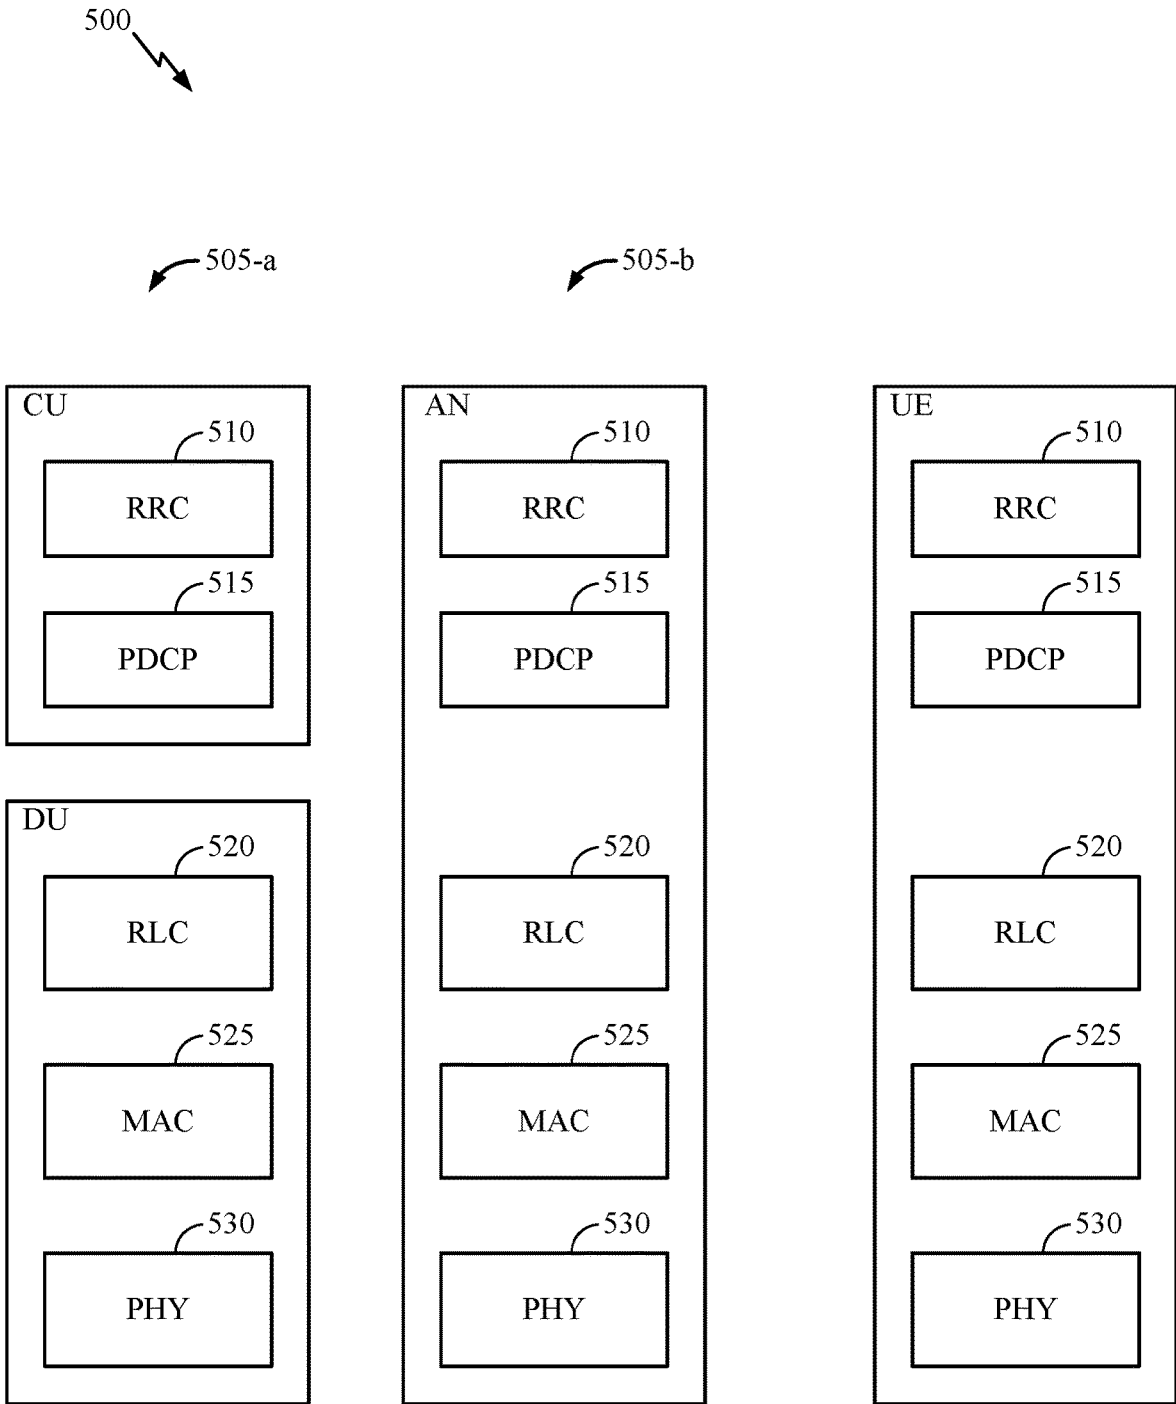 500
505-a 505-b
CU AN UE
510 510 510
RRC RRC RRC
515 515 515
PDCP PDCP PDCP
DU
520 520 520
RLC RLC RLC
525 525 525
MAC MAC MAC
530 530 530
PHY PHY PHY